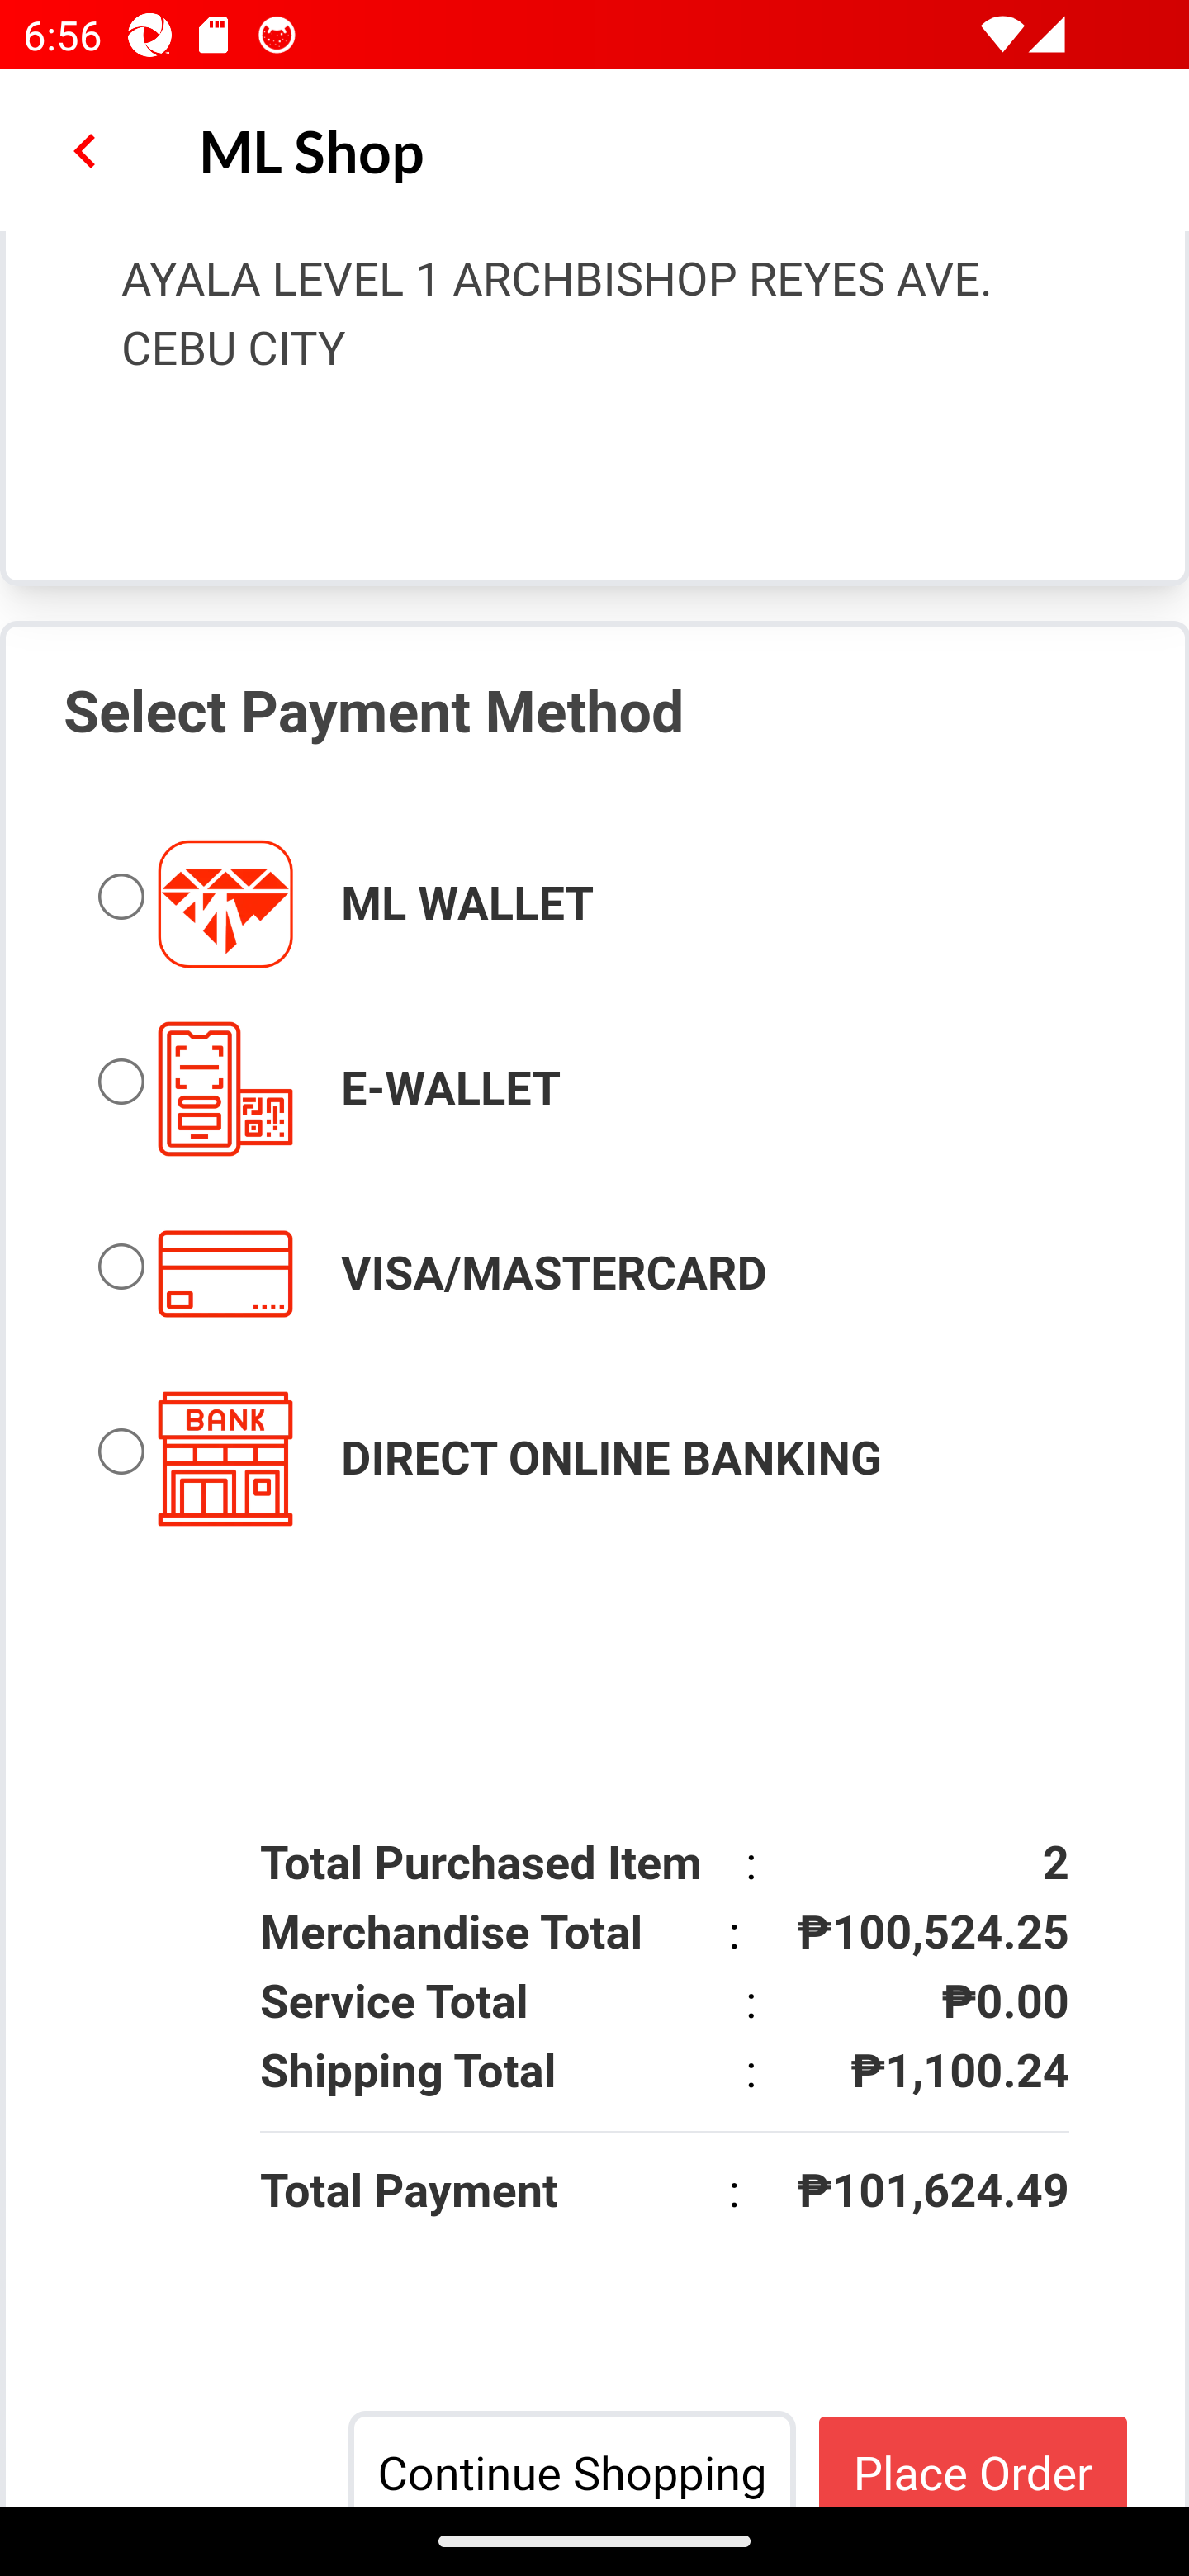 6:56
ML Shop
AYALA LEVEL 1 ARCHBISHOP REYES AVE.
CEBU CITY
Select Payment Method
ML WALLET
E-WALLET
VISA/MASTERCARD
BANK
DIRECT ONLINE BANKING
Total Purchased Item : 2
Merchandise Total : ₱100,524.25
Service Total : ₱0.00
Shipping Total : ₱1,100.24
Total Payment : ₱101,624.49
Continue Shopping
Place Order